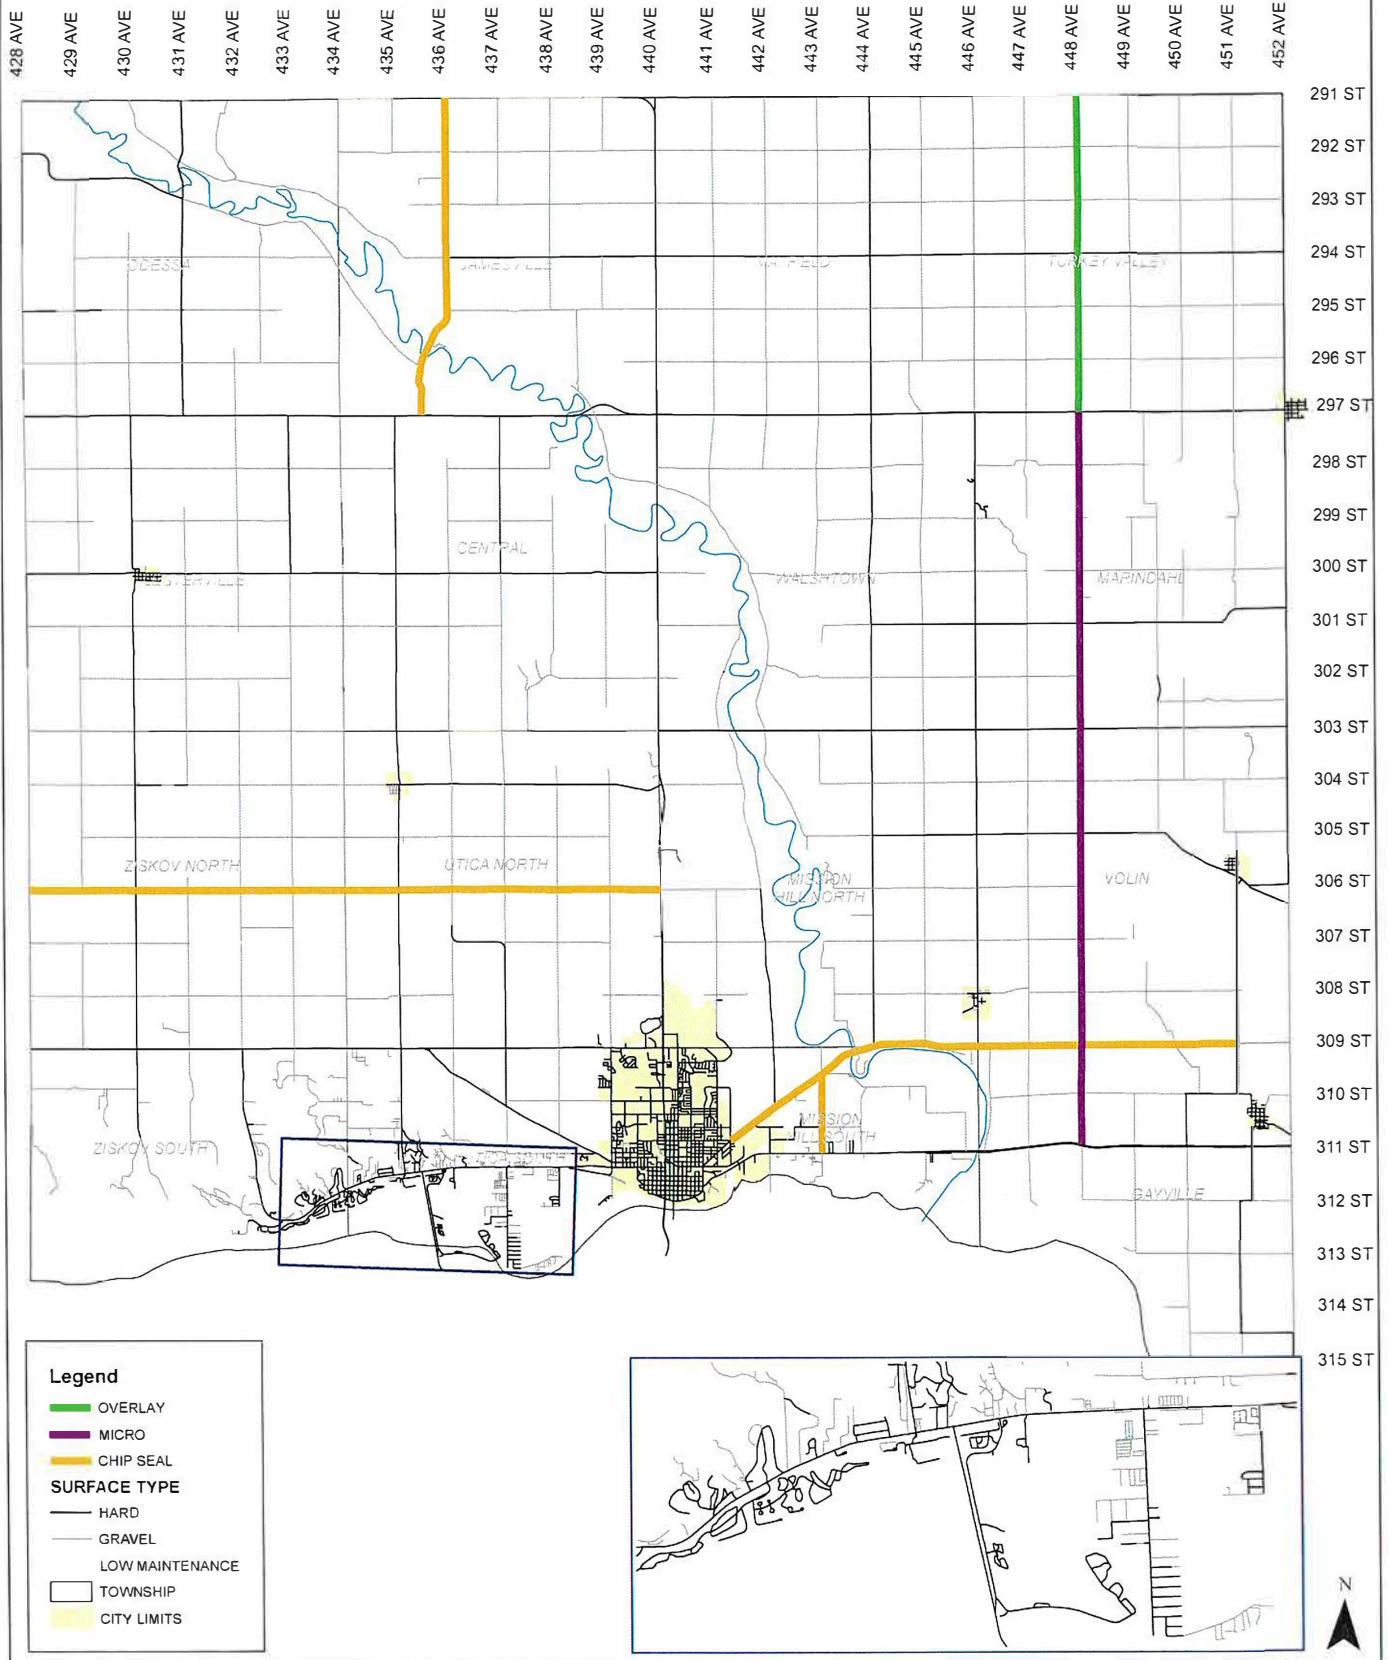 428 AVE
429 AVE
430 AVE
431 AVE
432 AVE
433 AVE
434 AVE
435 AVE
436 AVE
437 AVE
438 AVE
439 AVE
440 AVE
441 AVE
442 AVE
443 AVE
444 AVE
445 AVE
446 AVE
447 AVE
448 AVE
449 AVE
450 AVE
451 AVE
452 AVE
291 ST
292 ST
293 ST
294 ST
ODESSA
JAMESVILLE
MAYFIELD
TURKEY VALLEY
295 ST
296 ST
297 ST
298 ST
299 ST
CENTRAL
300 ST
LESTERVILLE
WALSHTOWN
MARINDAHL
301 ST
302 ST
303 ST
304 ST
305 ST
ZISKOV NORTH
UTICA NORTH
MISSION
HILL NORTH
VOLIN
306 ST
307 ST
308 ST
309 ST
310 ST
MISSION
HILL SOUTH
ZISKOV SOUTH
311 ST
GAYVILLE
312 ST
313 ST
314 ST
315 ST
Legend
OVERLAY
MICRO
CHIP SEAL
SURFACE TYPE
HARD
GRAVEL
LOW MAINTENANCE
TOWNSHIP
CITY LIMITS
N